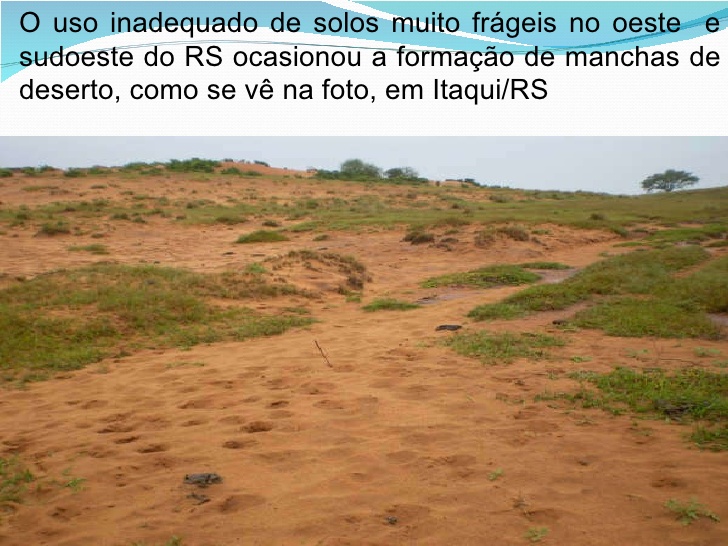 O uso inadequado de solos muito frágeis no oeste e
sudoeste do RS ocasionou a formação de manchas de
deserto, como se vê na foto, em Itaqui/RS